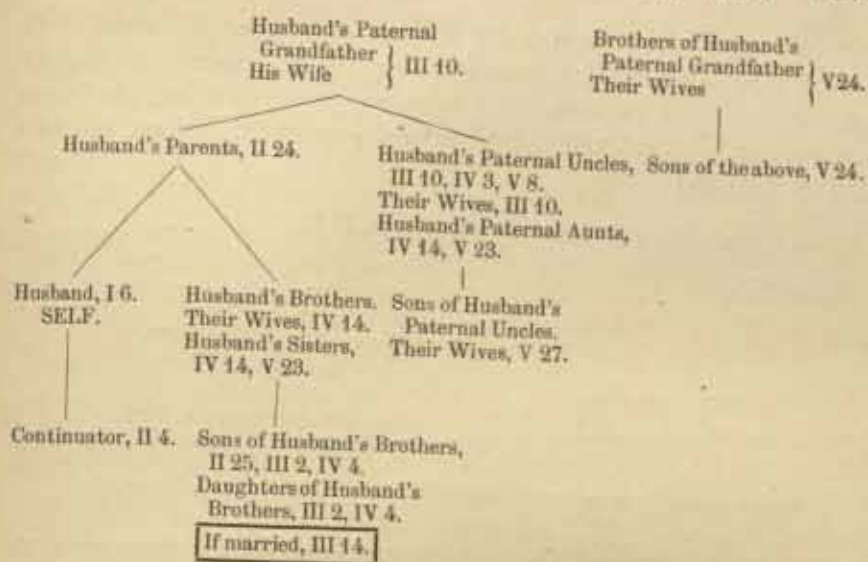 Husband's Paternal
Grandfather } III 10.
His Wife
Brothers of Husband's
Paternal Grandfather } V 24.
Their Wives
Husband's Parents, II 24.
Husband's Paternal Uncles,
III 10, IV 3, V 8.
Their Wives, III 10.
Husband's Paternal Aunts,
IV 14, V 23.
Sons of the above, V 24.
Husband, I 6.
SELF.
Husband's Brothers.
Their Wives, IV 14.
Husband's Sisters,
IV 14, V 23.
Sons of Husband's
Paternal Uncles.
Their Wives, V 27.
Continuator, II 4.
Sons of Husband's Brothers,
II 25, III 2, IV 4.
Daughters of Husband's
Brothers, III 2, IV 4.
If married, III 14.